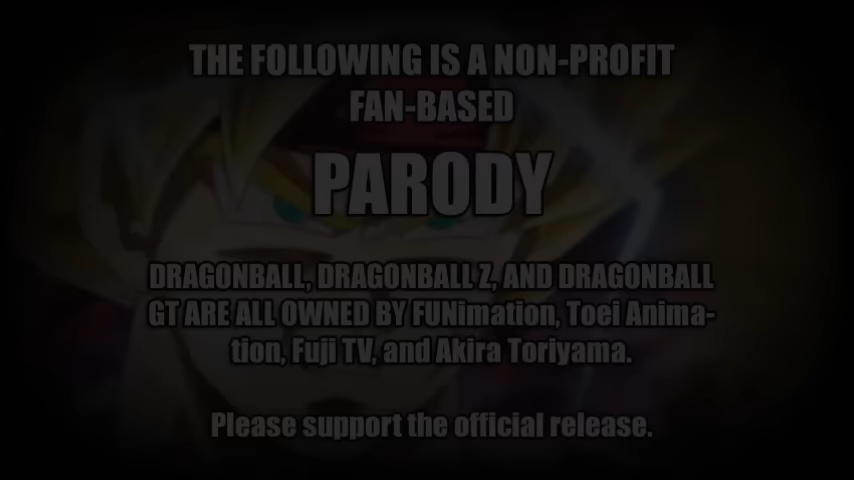 THE FOLLOWING IS A NON-PROFIT
FAN-BASED
PARODY
DRAGONBALL, DRAGONBALL Z, AND DRAGONBALL
GT ARE ALL OWNED BY FUNimation, Toei Anima-
tion, Fuji TV, and Akira Toriyama.
Please support the official release.